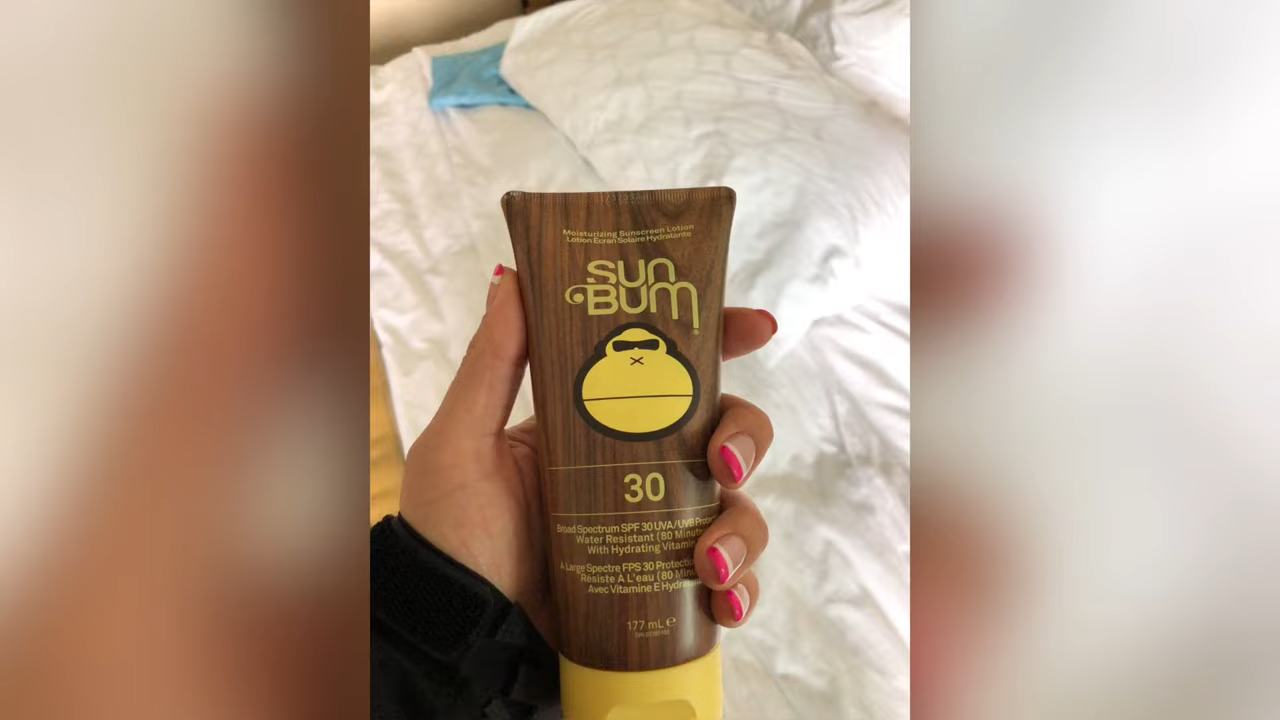 Moisturizing Sunscreen Lotion
Lotion Écran Solaire Hydratante
SUN
BUM
30
Broad Spectrum SPF 30 UVA/UVB
Water Resistant (80
With Hydrating
A Large Spectre FPS 30
Résiste A L'eau (80
Avec Vitamine E
177 mL ℮